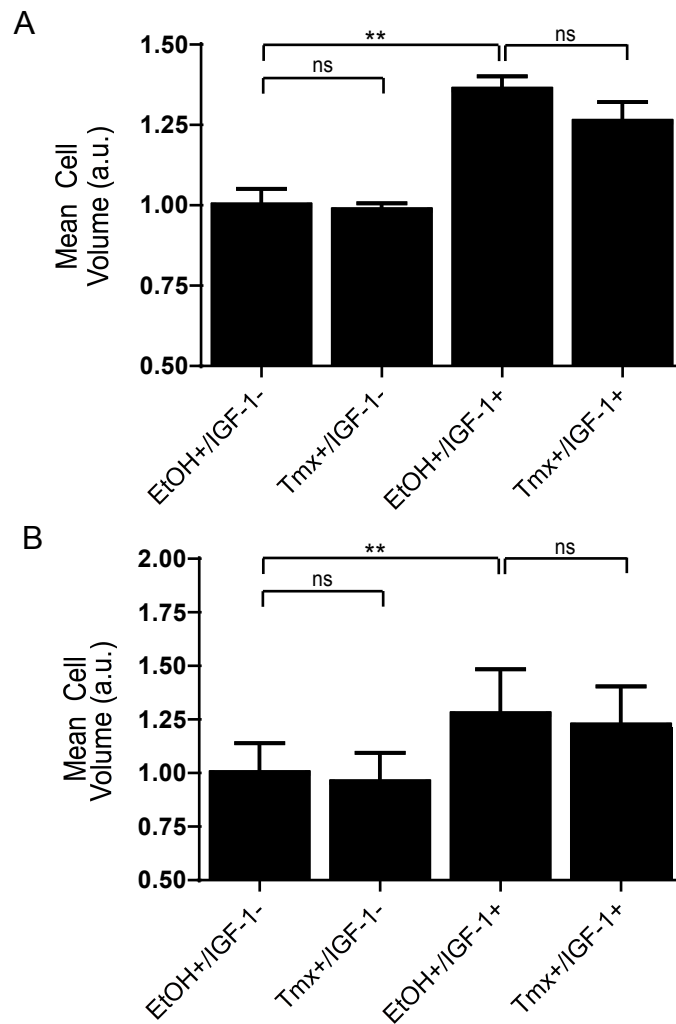 A
Mean Cell
Volume (a.u.)
1.50
1.25
1.00
0.75
0.50
**
ns
ns
EtOH+/IGF-1-
Tmx+/IGF-1-
EtOH+/IGF-1+
Tmx+/IGF-1+
B
Mean Cell
Volume (a.u.)
2.00
1.75
1.50
1.25
1.00
0.75
0.50
**
ns
ns
EtOH+/IGF-1-
Tmx+/IGF-1-
EtOH+/IGF-1+
Tmx+/IGF-1+